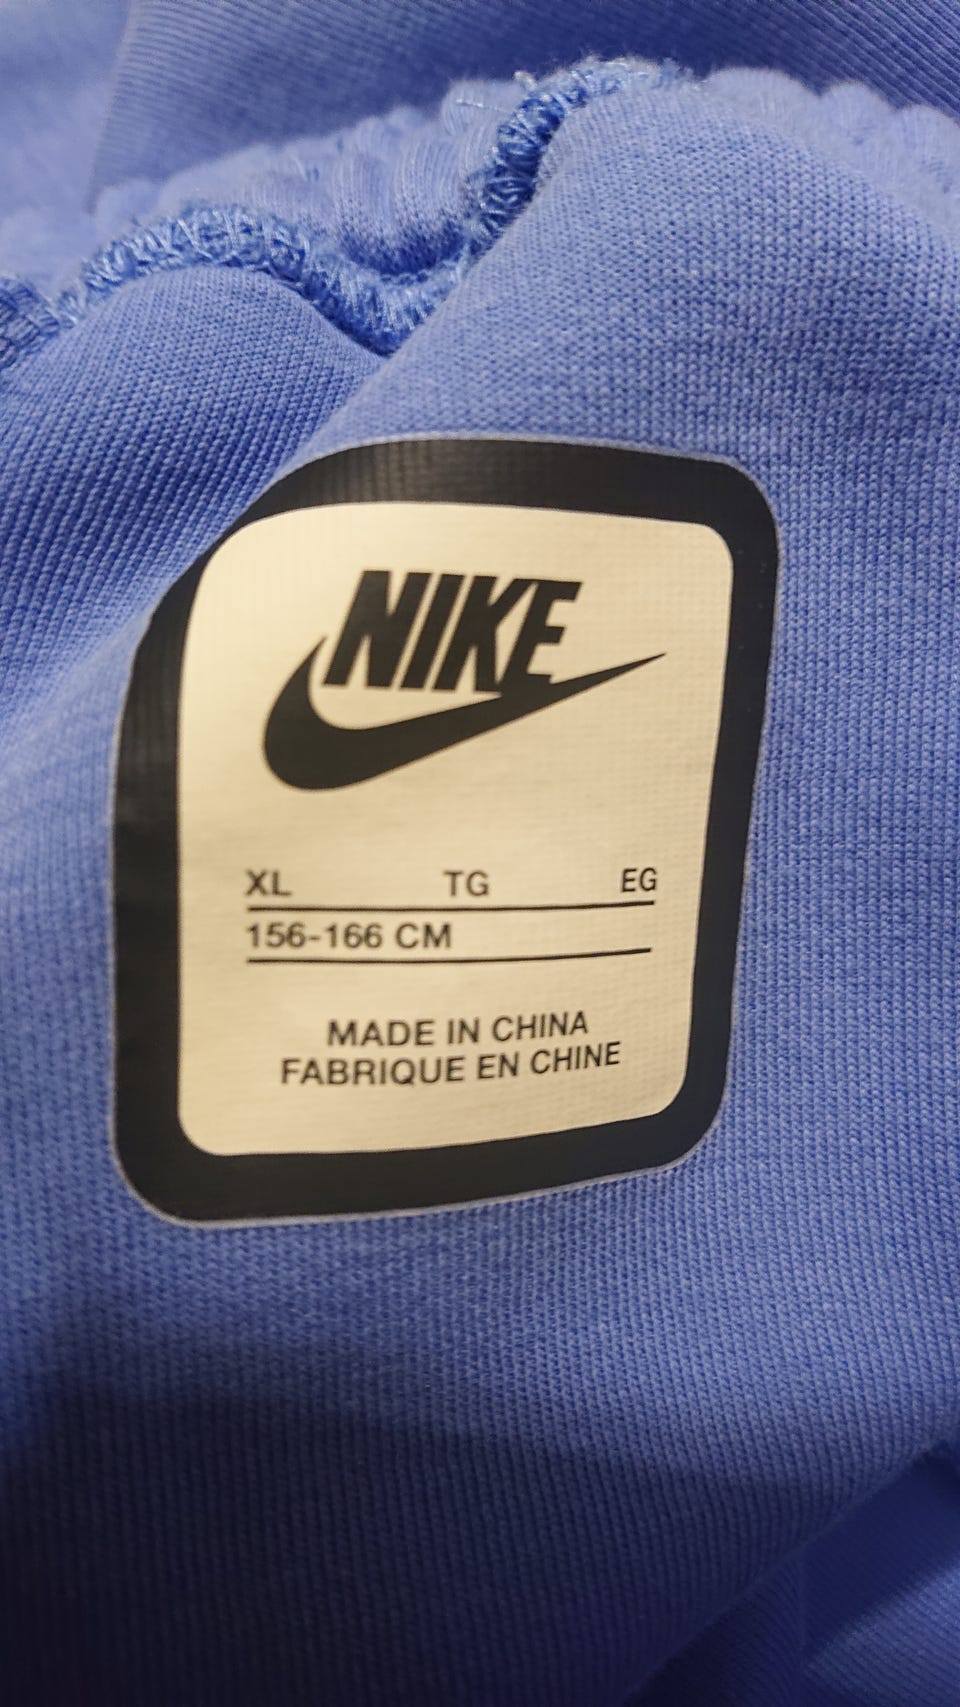 NIKE
XL TG EG
156-166 CM
MADE IN CHINA
FABRIQUE EN CHINE